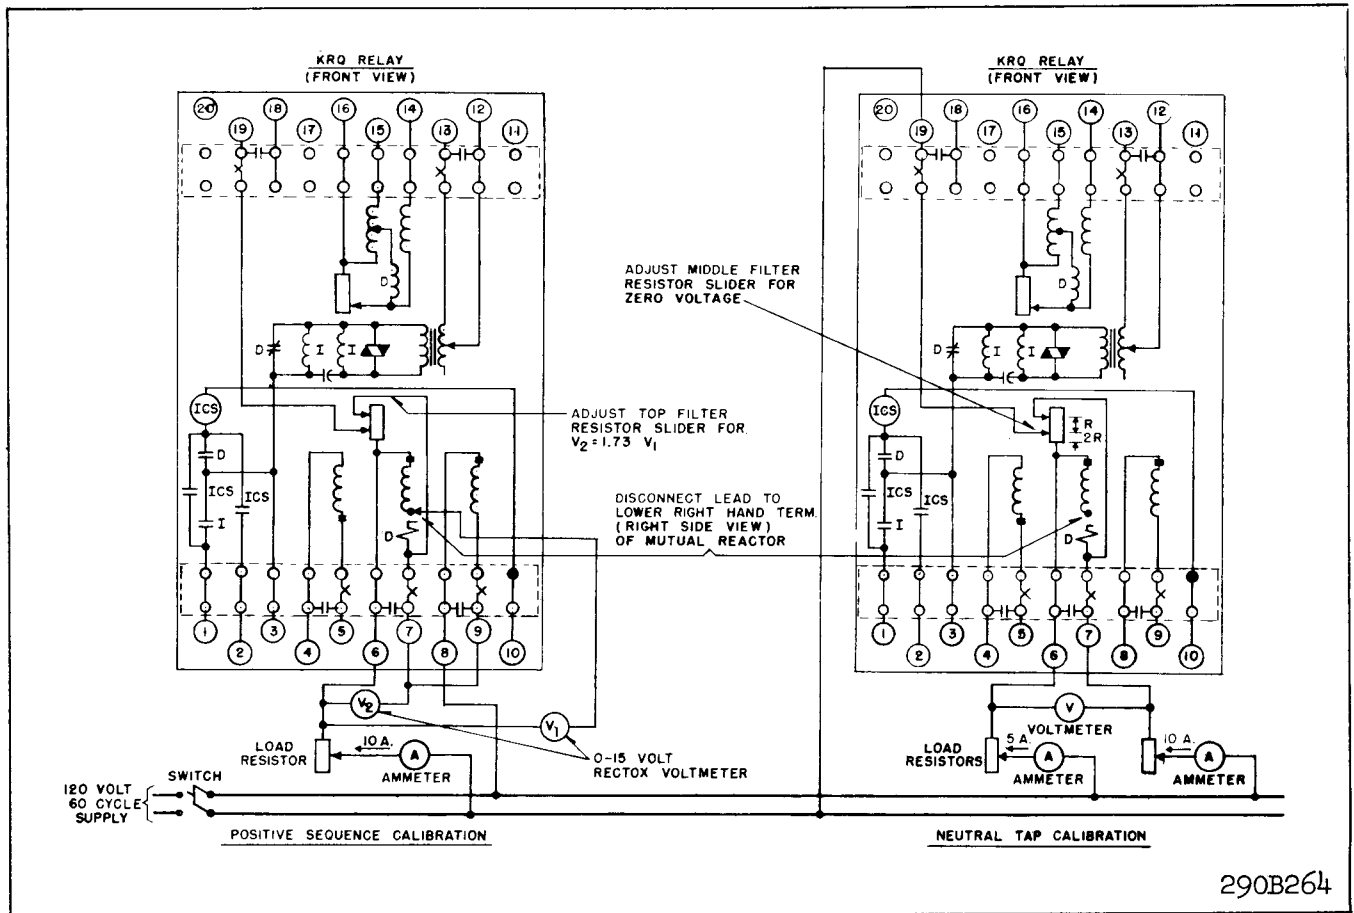 KRQ RELAY
(FRONT VIEW)
20
18
16
14
12
19
17
15
13
11
D
D
I
I
ICS
D
ICS
ICS
I
D
ADJUST TOP FILTER
RESISTOR SLIDER FOR
V2 = 1.73 V1
DISCONNECT LEAD TO
LOWER RIGHT HAND TERM.
(RIGHT SIDE VIEW)
OF MUTUAL REACTOR
1
3
5
7
9
2
4
6
8
10
V2
V1
LOAD
RESISTOR
10 A.
A
AMMETER
0-15 VOLT
RECTOX VOLTMETER
SWITCH
120 VOLT
60 CYCLE
SUPPLY
POSITIVE SEQUENCE CALIBRATION
KRQ RELAY
(FRONT VIEW)
20
18
16
14
12
19
17
15
13
11
ADJUST MIDDLE FILTER
RESISTOR SLIDER FOR
ZERO VOLTAGE
D
D
I
I
ICS
R
2R
D
ICS
ICS
I
D
1
3
5
7
9
2
4
6
8
10
V
VOLTMETER
LOAD
RESISTORS
5 A.
A
AMMETER
10 A.
A
AMMETER
NEUTRAL TAP CALIBRATION
290B264